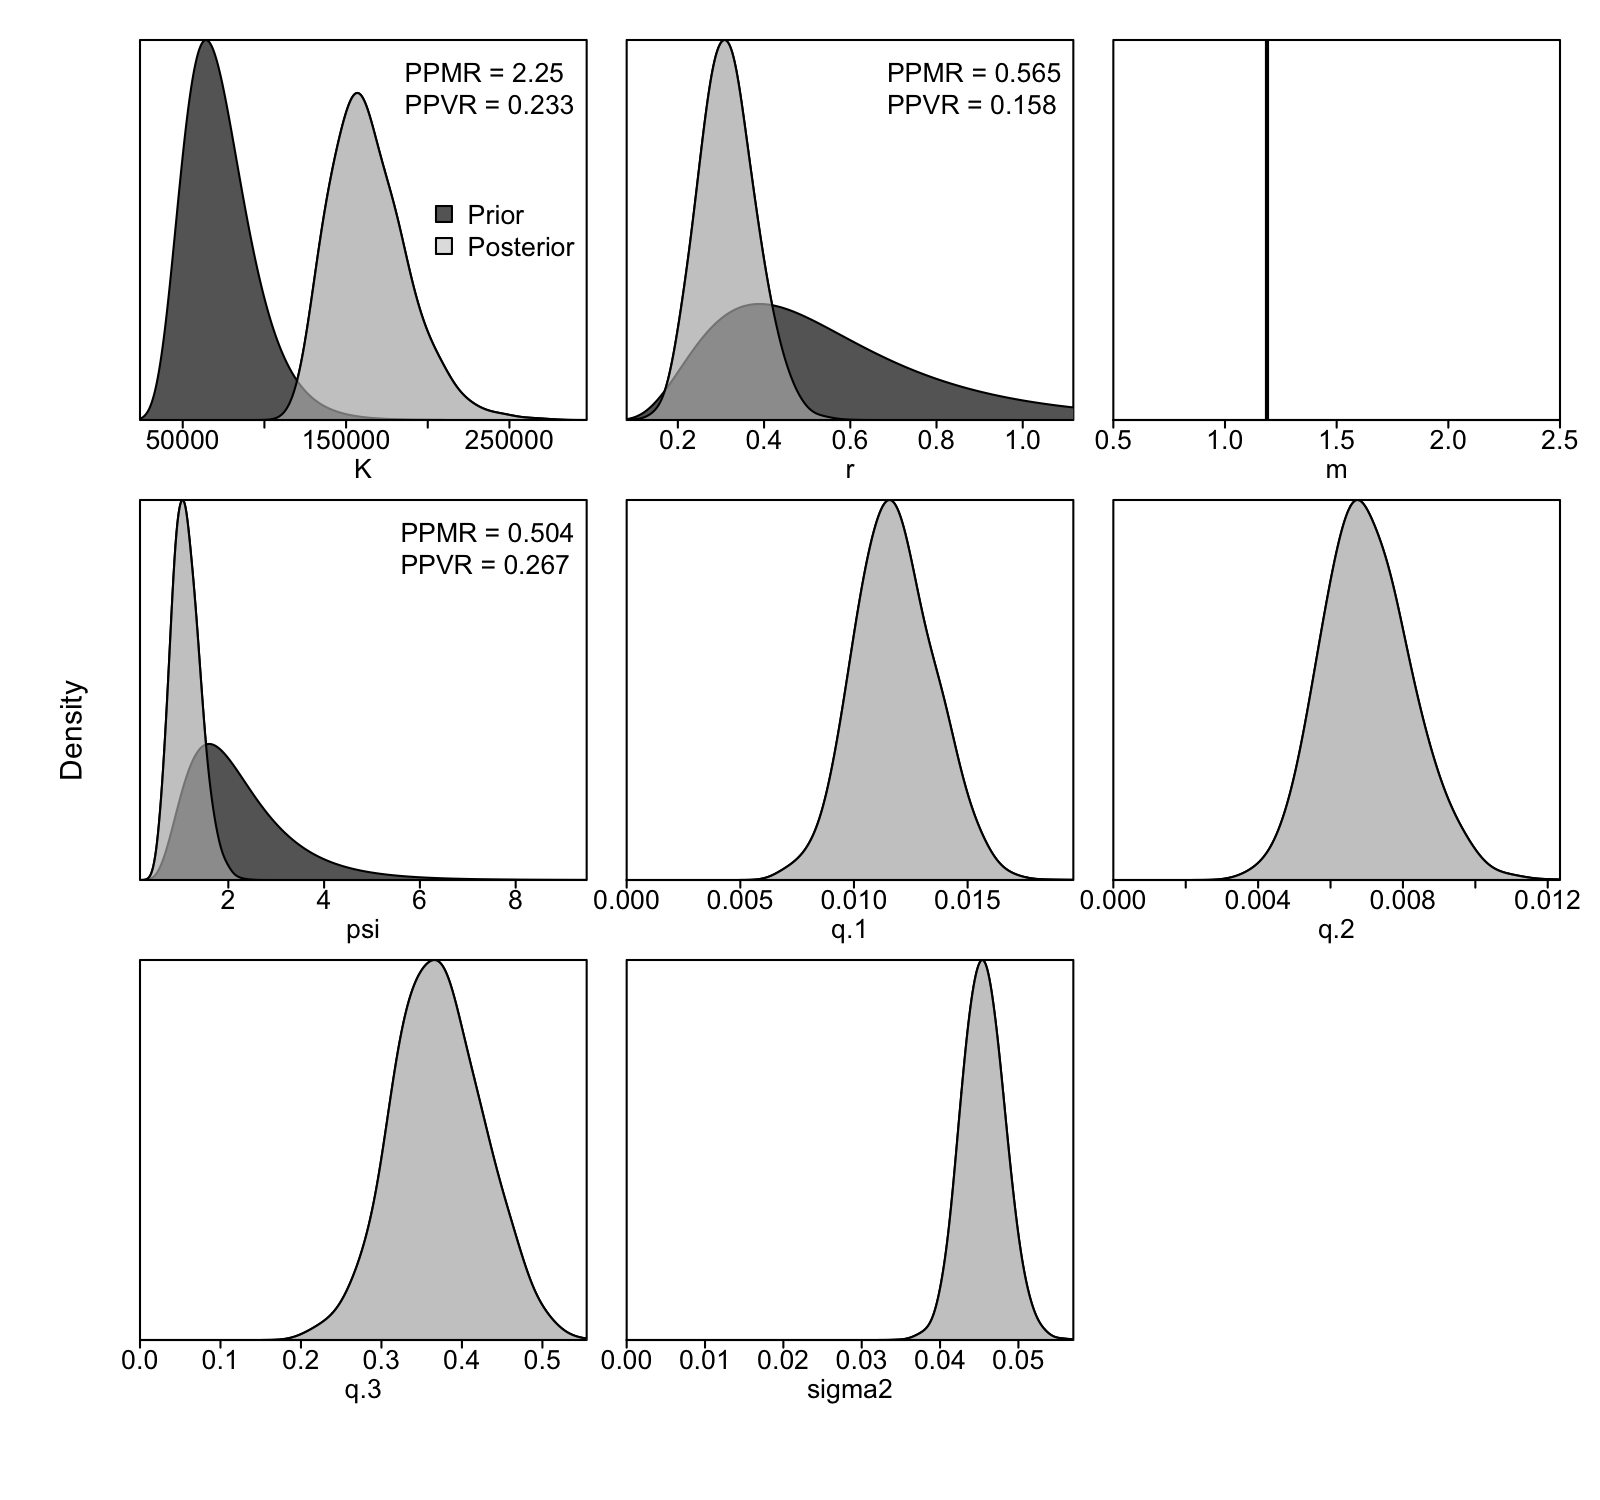 PPMR = 2.25
PPVR = 0.233
Prior
Posterior
50000 150000 250000
K
PPMR = 0.565
PPVR = 0.158
0.2 0.4 0.6 0.8 1.0
r
0.5 1.0 1.5 2.0 2.5
m
Density
PPMR = 0.504
PPVR = 0.267
2 4 6 8
psi
0.000 0.005 0.010 0.015
q.1
0.000 0.004 0.008 0.012
q.2
0.0 0.1 0.2 0.3 0.4 0.5
q.3
0.00 0.01 0.02 0.03 0.04 0.05
sigma2